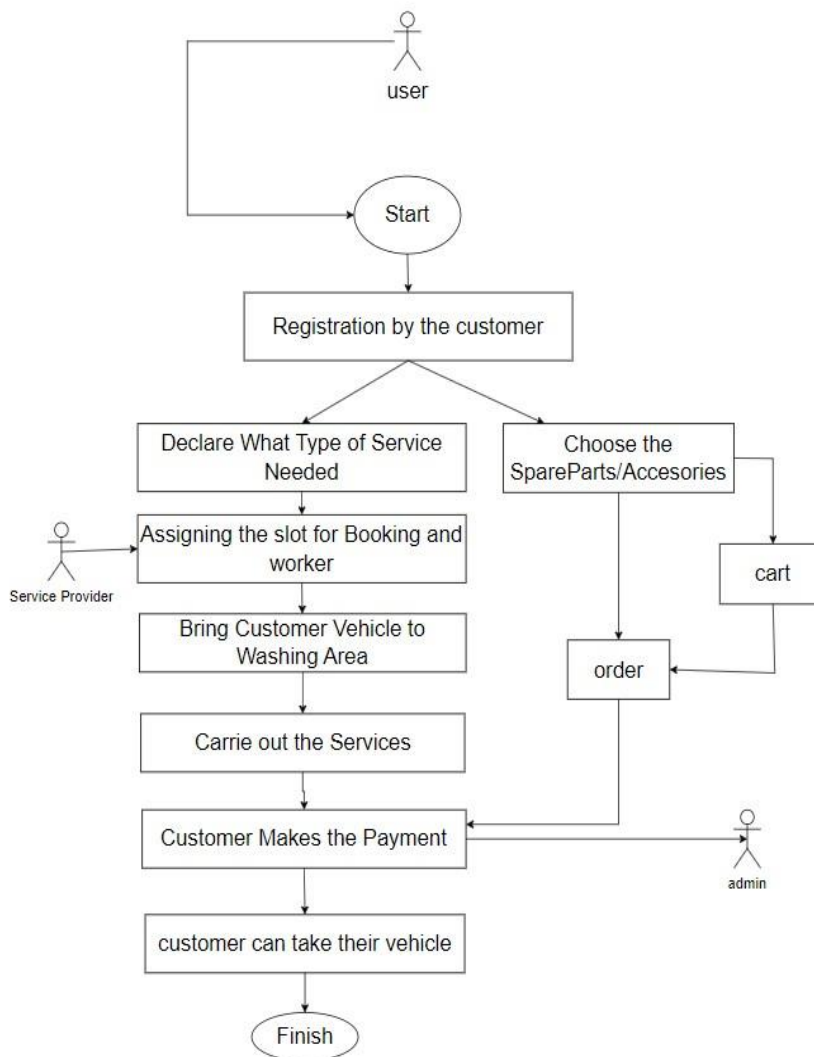 user
Start
Registration by the customer
Declare What Type of Service
Needed
Choose the
SpareParts/Accesories
Assigning the slot for Booking and
worker
Service Provider
cart
Bring Customer Vehicle to
Washing Area
order
Carrie out the Services
Customer Makes the Payment
admin
customer can take their vehicle
Finish